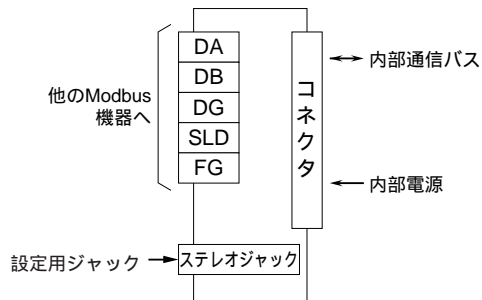 DA
DB
DG
SLD
FG
他のModbus
機器へ
コネクタ
内部通信バス
内部電源
設定用ジャック
ステレオジャック